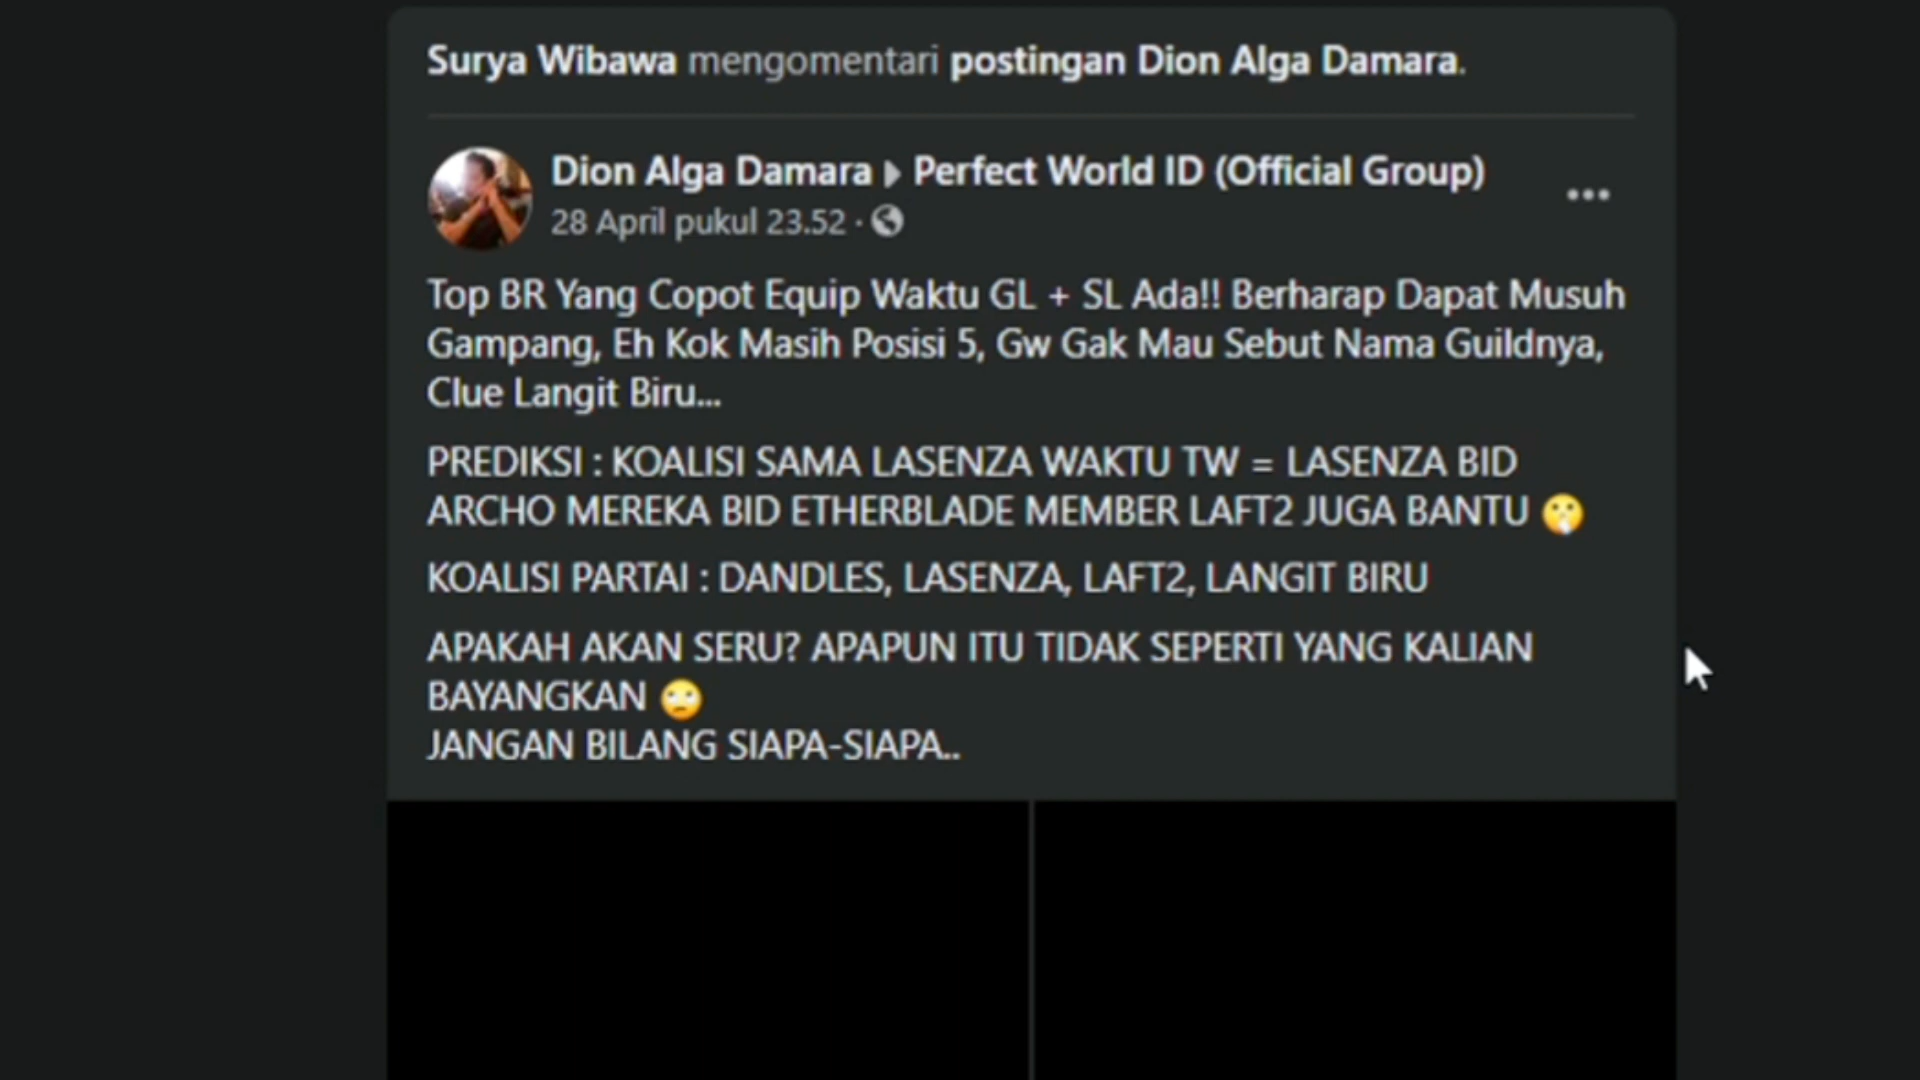 Surya Wibawa mengomentari postingan Dion Alga Damara.
Dion Alga Damara ▸ Perfect World ID (Official Group)
28 April pukul 23.52 ·
Top BR Yang Copot Equip Waktu GL + SL Ada!! Berharap Dapat Musuh
Gampang, Eh Kok Masih Posisi 5, Gw Gak Mau Sebut Nama Guildnya,
Clue Langit Biru...
PREDIKSI : KOALISI SAMA LASENZA WAKTU TW = LASENZA BID
ARCHO MEREKA BID ETHERBLADE MEMBER LAFT2 JUGA BANTU 🤫
KOALISI PARTAI : DANDLES, LASENZA, LAFT2, LANGIT BIRU
APAKAH AKAN SERU? APAPUN ITU TIDAK SEPERTI YANG KALIAN
BAYANGKAN 🙄
JANGAN BILANG SIAPA-SIAPA..